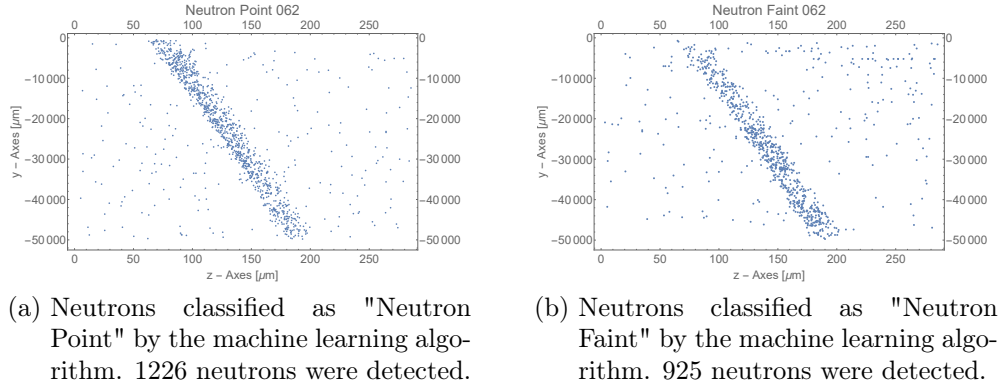 Neutron Point 062
0 50 100 150 200 250
0 0
−10 000 −10 000
−20 000 −20 000
−30 000 −30 000
−40 000 −40 000
−50 000 −50 000
y – Axes [μm]
0 50 100 150 200 250
z – Axes [μm]
Neutron Faint 062
0 50 100 150 200 250
0 0
−10 000 −10 000
−20 000 −20 000
−30 000 −30 000
−40 000 −40 000
−50 000 −50 000
y – Axes [μm]
0 50 100 150 200 250
z – Axes [μm]
(a) Neutrons classified as "Neutron
Point" by the machine learning algo-
rithm. 1226 neutrons were detected.
(b) Neutrons classified as "Neutron
Faint" by the machine learning algo-
rithm. 925 neutrons were detected.